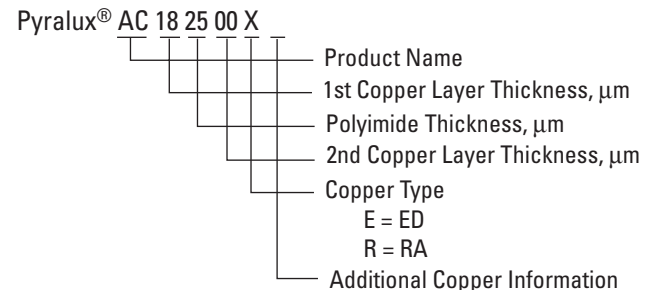 Pyralux® AC 18 25 00 X _
Product Name
1st Copper Layer Thickness, µm
Polyimide Thickness, µm
2nd Copper Layer Thickness, µm
Copper Type
E = ED
R = RA
Additional Copper Information